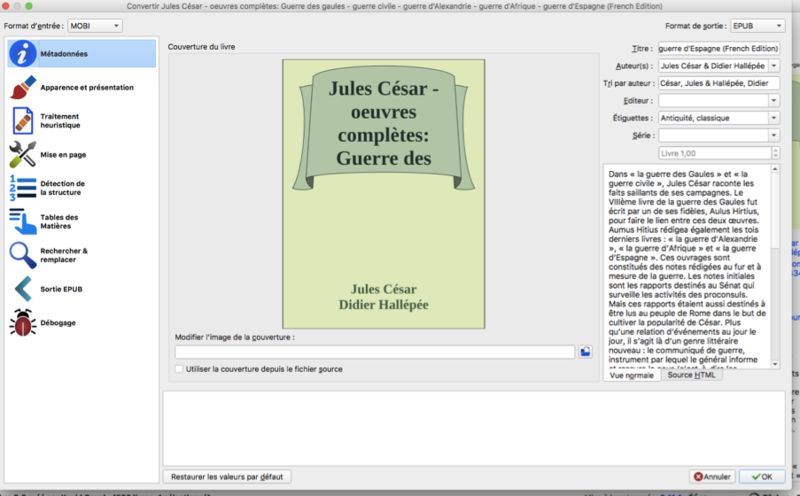 Convertir Jules César - oeuvres complètes: Guerre des gaules - guerre civile - guerre d'Alexandrie - guerre d'Afrique - guerre d'Espagne (French Edition)
Format d'entrée : MOBI
Format de sortie : EPUB
Métadonnées
Apparence et présentation
Traitement
heuristique
Mise en page
Détection de
la structure
Tables des
Matières
Rechercher &
remplacer
Sortie EPUB
Débogage
Couverture du livre
Jules César -
oeuvres
complètes:
Guerre des
Jules César
Didier Hallépée
Modifier l'image de la couverture :
Utiliser la couverture depuis le fichier source
Titre : guerre d'Espagne (French Edition)
Auteur(s) : Jules César & Didier Hallépée
Tri par auteur : César, Jules & Hallépée, Didier
Editeur :
Étiquettes : Antiquité, classique
Série :
Livre 1,00
Dans « la guerre des Gaules » et « la
guerre civile », Jules César raconte les
faits saillants de ses campagnes. Le
VIIIème livre de la guerre des Gaules fut
écrit par un de ses fidèles, Aulus Hirtius,
pour faire le lien entre ces deux œuvres.
Aumus Hitius rédigea également les tois
derniers livres : « la guerre d'Alexandrie
», « la guerre d'Afrique » et « la guerre
d'Espagne ». Ces ouvrages sont
constitués des notes rédigées au fur et à
mesure de la guerre. Les notes initiales
sont les rapports destinés au Sénat qui
surveille les activités des proconsuls.
Mais ces rapports étaient aussi destinés à
être lus au peuple de Rome dans le but de
cultiver la popularité de César. Plus
qu'une relation d'événements au jour le
jour, il s'agit là d'un genre littéraire
nouveau : le communiqué de guerre,
instrument par lequel le général informe
Vue normale
Source HTML
Restaurer les valeurs par défaut
Annuler
OK